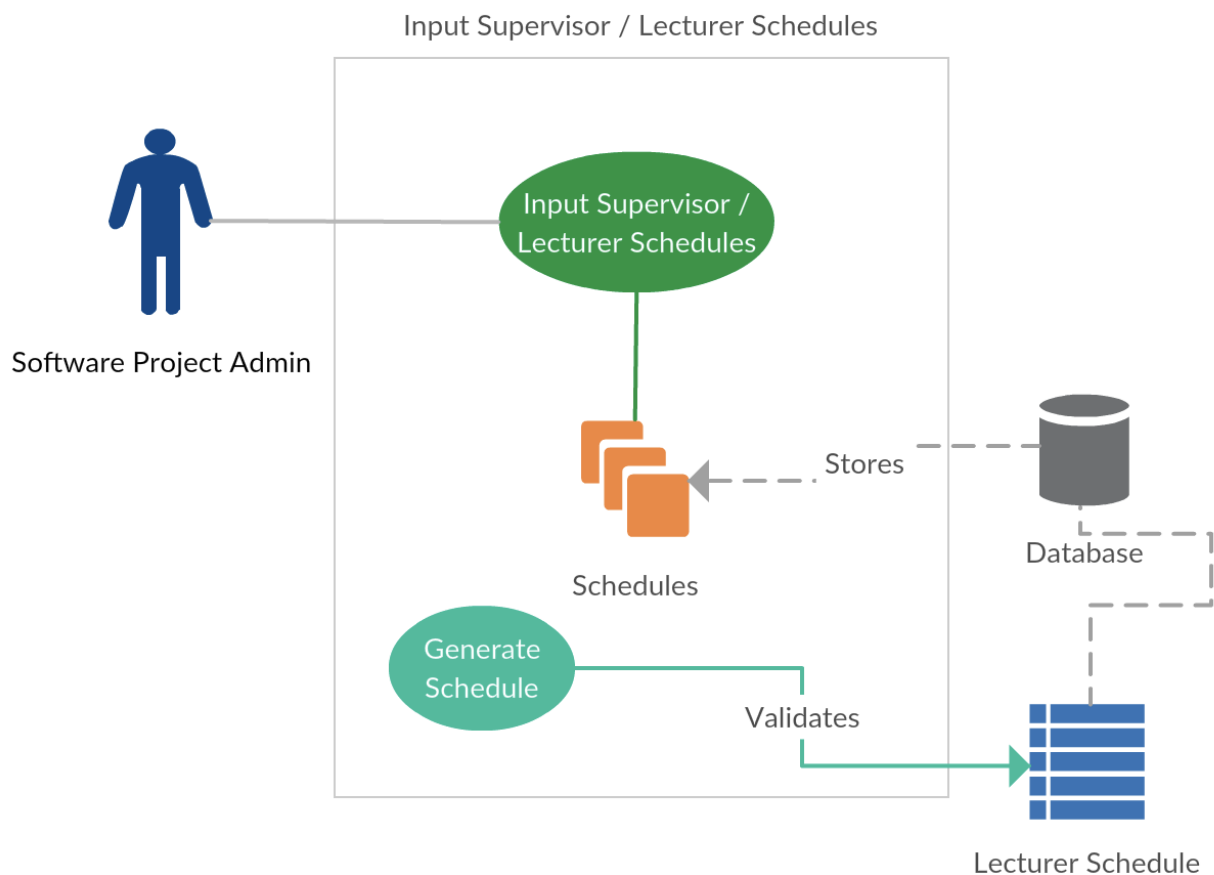 Input Supervisor / Lecturer Schedules
Input Supervisor /
Lecturer Schedules
Software Project Admin
Stores
Database
Schedules
Generate
Schedule
Validates
Lecturer Schedule